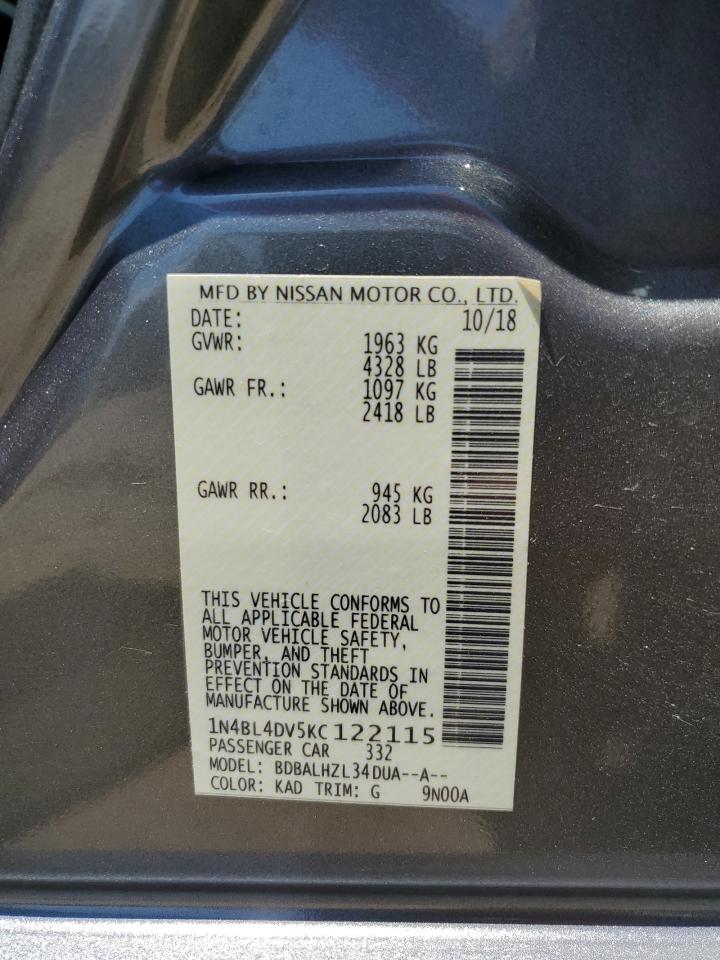 MFD BY NISSAN MOTOR CO., LTD.
DATE: 10/18
GVWR: 1963 KG
4328 LB
GAWR FR.: 1097 KG
2418 LB
GAWR RR.: 945 KG
2083 LB
THIS VEHICLE CONFORMS TO
ALL APPLICABLE FEDERAL
MOTOR VEHICLE SAFETY,
BUMPER, AND THEFT
PREVENTION STANDARDS IN
EFFECT ON THE DATE OF
MANUFACTURE SHOWN ABOVE.
1N4BL4DV5KC122115
PASSENGER CAR 332
MODEL: BDBALHZL34DUA--A--
COLOR: KAD TRIM: G 9N00A